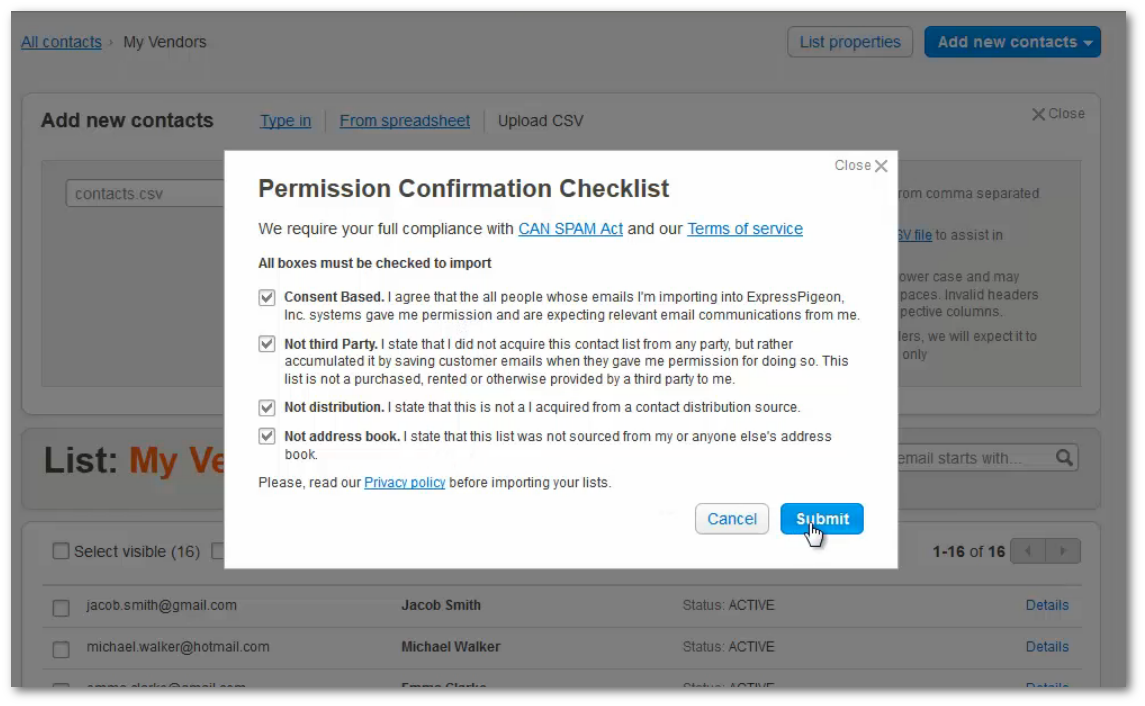 All contacts › My Vendors
List properties
Add new contacts
Add new contacts
Type in
From spreadsheet
Upload CSV
Close
contacts.csv
from comma separated
SV file to assist in
ower case and may
paces. Invalid headers
pective columns.
ders, we will expect it to
only
Close
Permission Confirmation Checklist
We require your full compliance with CAN SPAM Act and our Terms of service
All boxes must be checked to import
Consent Based. I agree that the all people whose emails I'm importing into ExpressPigeon,
Inc. systems gave me permission and are expecting relevant email communications from me.
Not third Party. I state that I did not acquire this contact list from any party, but rather
accumulated it by saving customer emails when they gave me permission for doing so. This
list is not a purchased, rented or otherwise provided by a third party to me.
Not distribution. I state that this is not a I acquired from a contact distribution source.
Not address book. I state that this list was not sourced from my or anyone else's address
book.
Please, read our Privacy policy before importing your lists.
Cancel
Submit
List: My Ve
email starts with...
Select visible (16)
1-16 of 16
jacob.smith@gmail.com Jacob Smith Status: ACTIVE Details
michael.walker@hotmail.com Michael Walker Status: ACTIVE Details